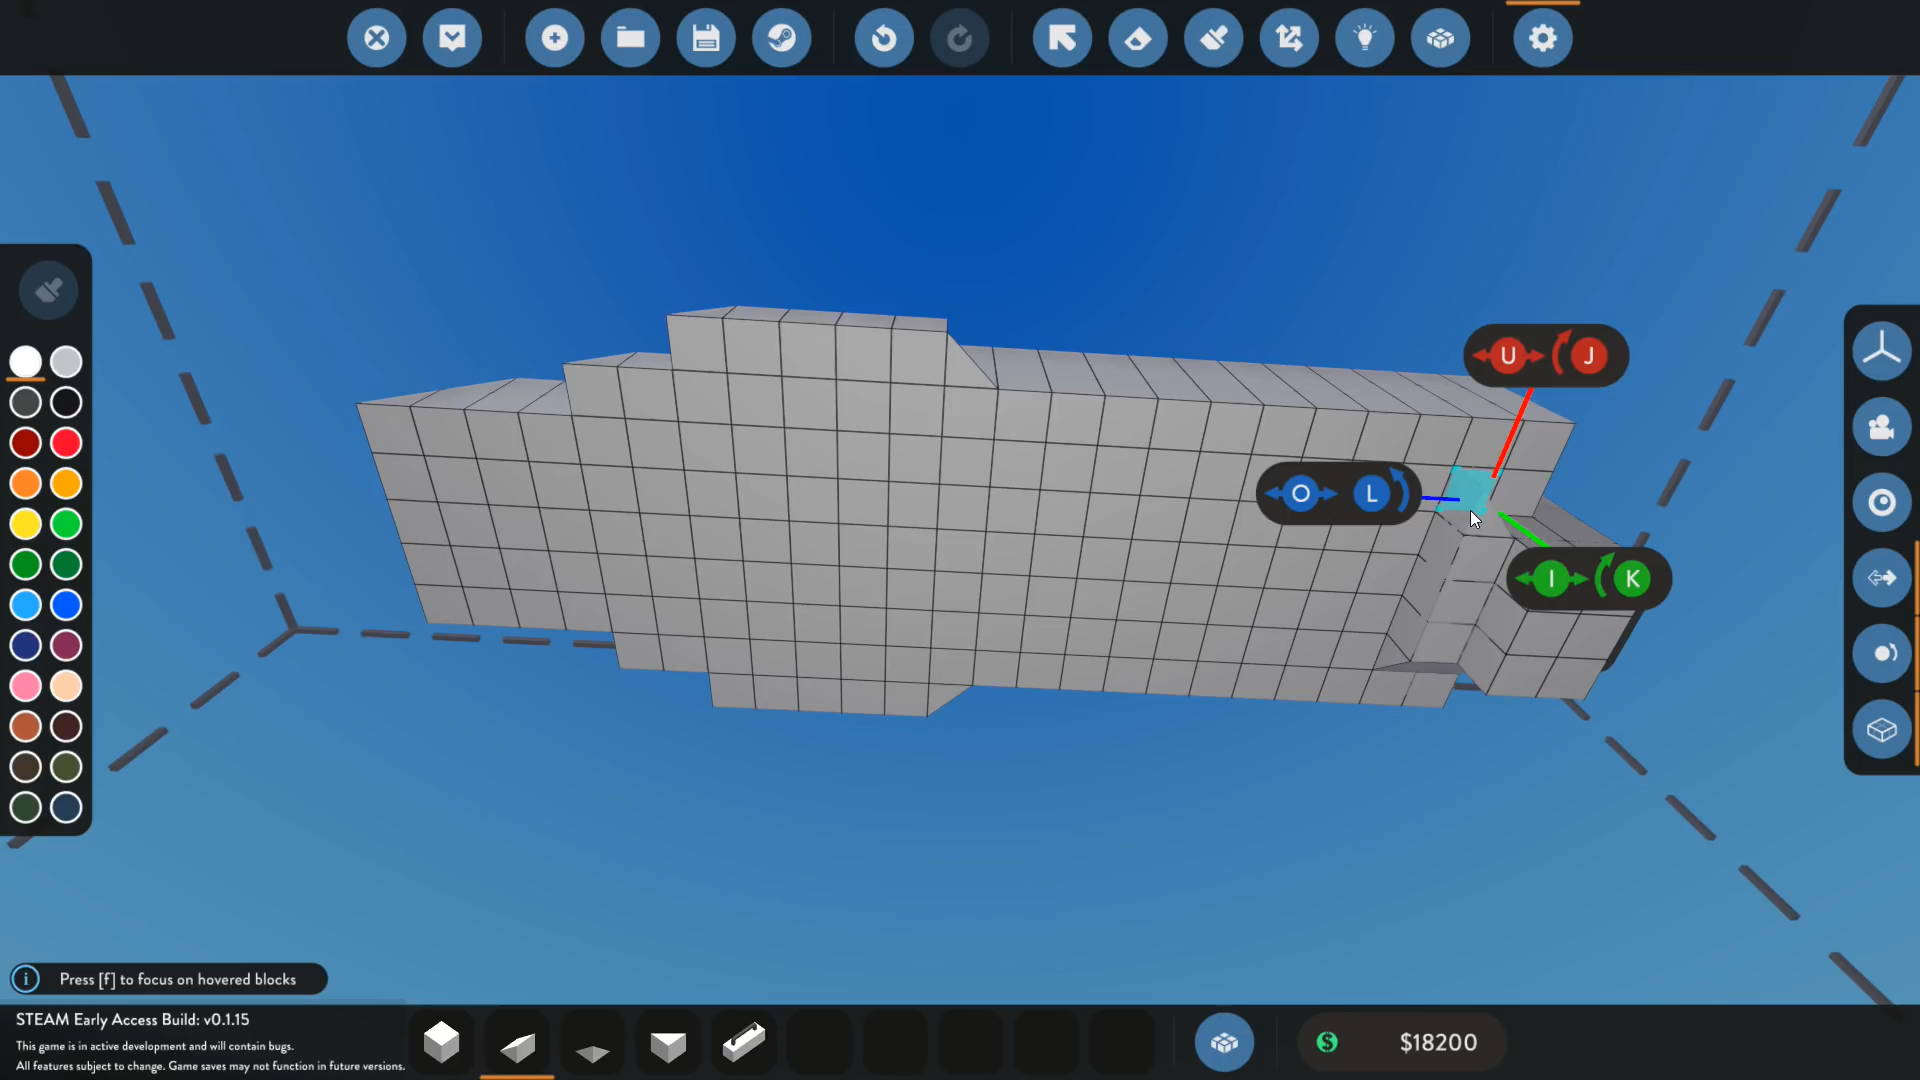 U J
O L
I K
Press [f] to focus on hovered blocks
STEAM Early Access Build: v0.1.15
This game is in active development and will contain bugs.
All features subject to change. Game saves may not function in future versions.
$ $18200